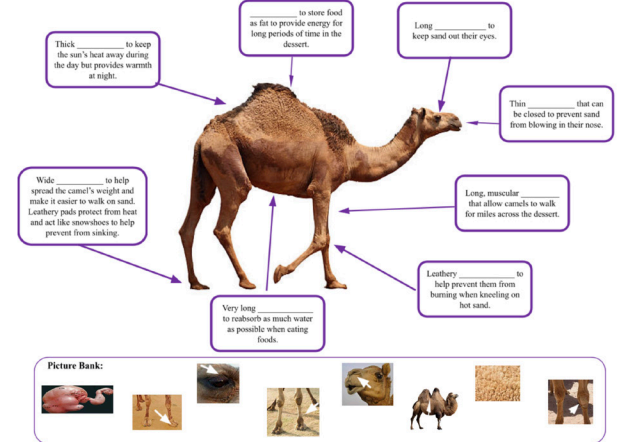 _________ to store food
as fat to provide energy for
long periods of time in the
dessert.
Long ___________ to
keep sand out their eyes.
Thick ___________ to keep
the sun's heat away during
the day but provides warmth
at night.
Thin ___________ that can
be closed to prevent sand
from blowing in their nose.
Wide ___________ to help
spread the camel's weight and
make it easier to walk on sand.
Leathery pads protect from heat
and act like snowshoes to help
prevent from sinking.
Long, muscular _________
that allow camels to walk
for miles across the dessert.
Leathery _____________ to
help prevent them from
burning when kneeling on
hot sand.
Very long _____________
to reabsorb as much water
as possible when eating
foods.
Picture Bank: